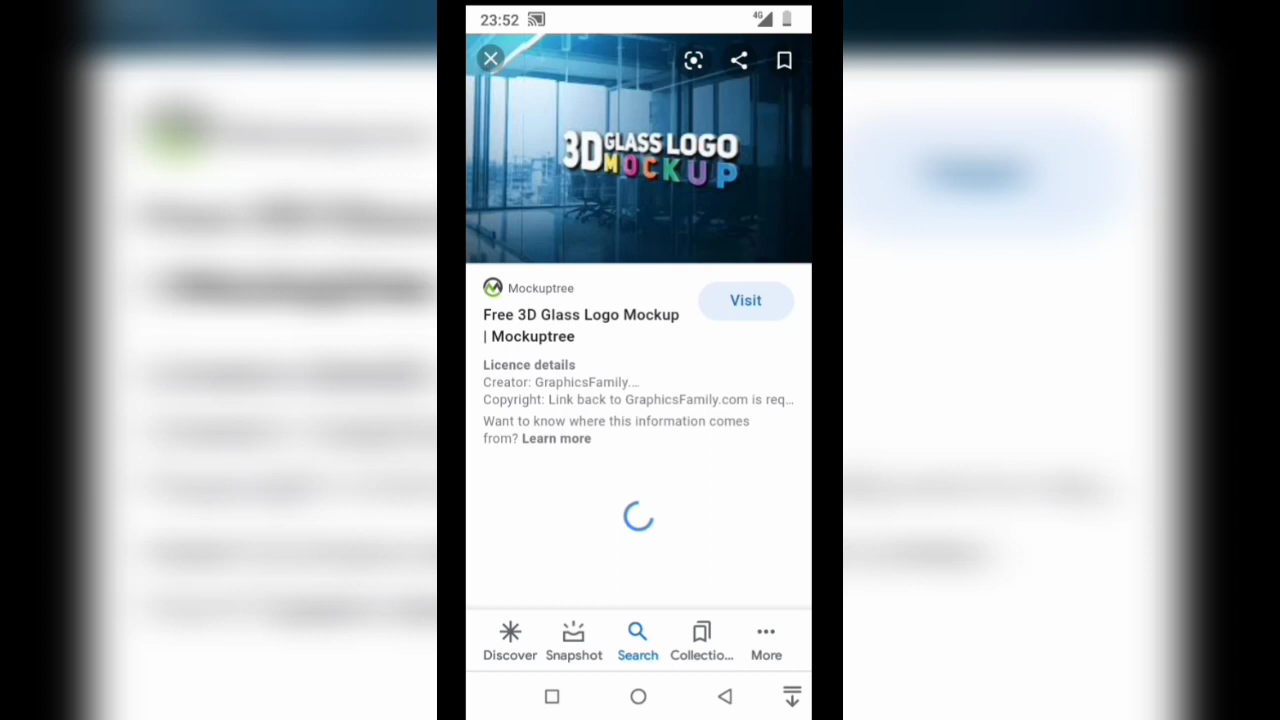 23:52
4G
3D GLASS LOGO
MOCKUP
Mockuptree
Visit
Free 3D Glass Logo Mockup
| Mockuptree
Licence details
Creator: GraphicsFamily....
Copyright: Link back to GraphicsFamily.com is req...
Want to know where this information comes
from? Learn more
Discover
Snapshot
Search
Collectio...
More